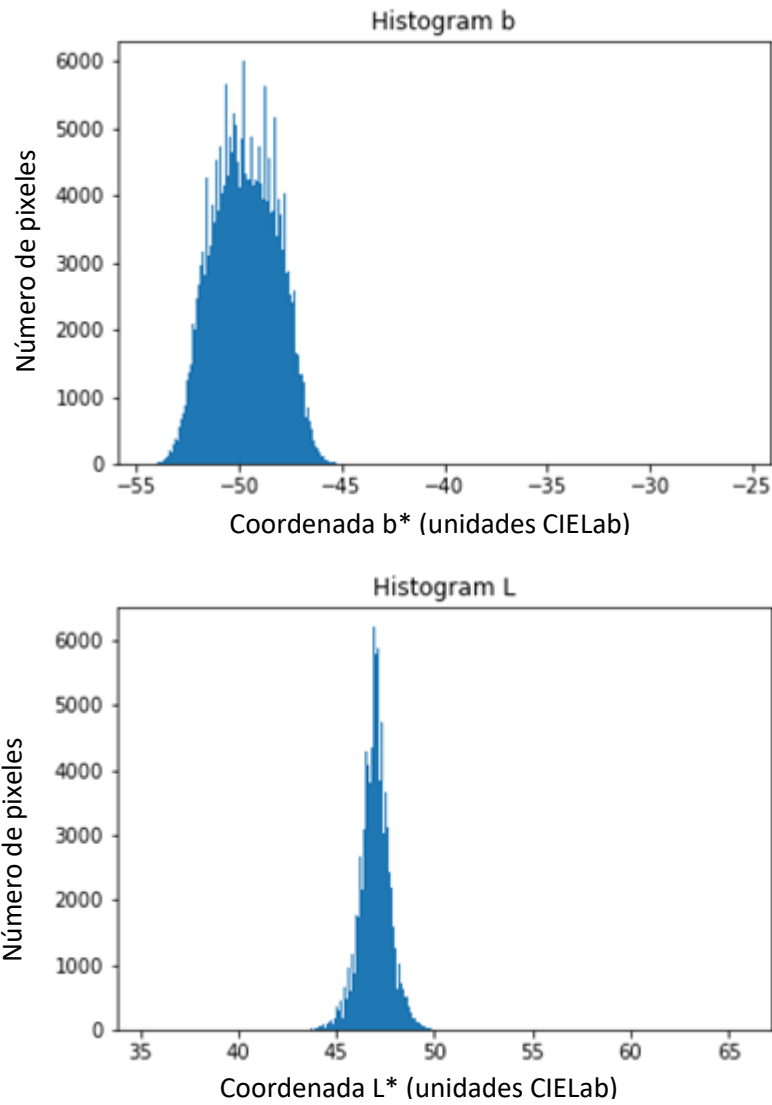 Histogram b
Número de pixeles
6000
5000
4000
3000
2000
1000
0
−55 −50 −45 −40 −35 −30 −25
Coordenada b* (unidades CIELab)
Histogram L
Número de pixeles
6000
5000
4000
3000
2000
1000
0
35 40 45 50 55 60 65
Coordenada L* (unidades CIELab)